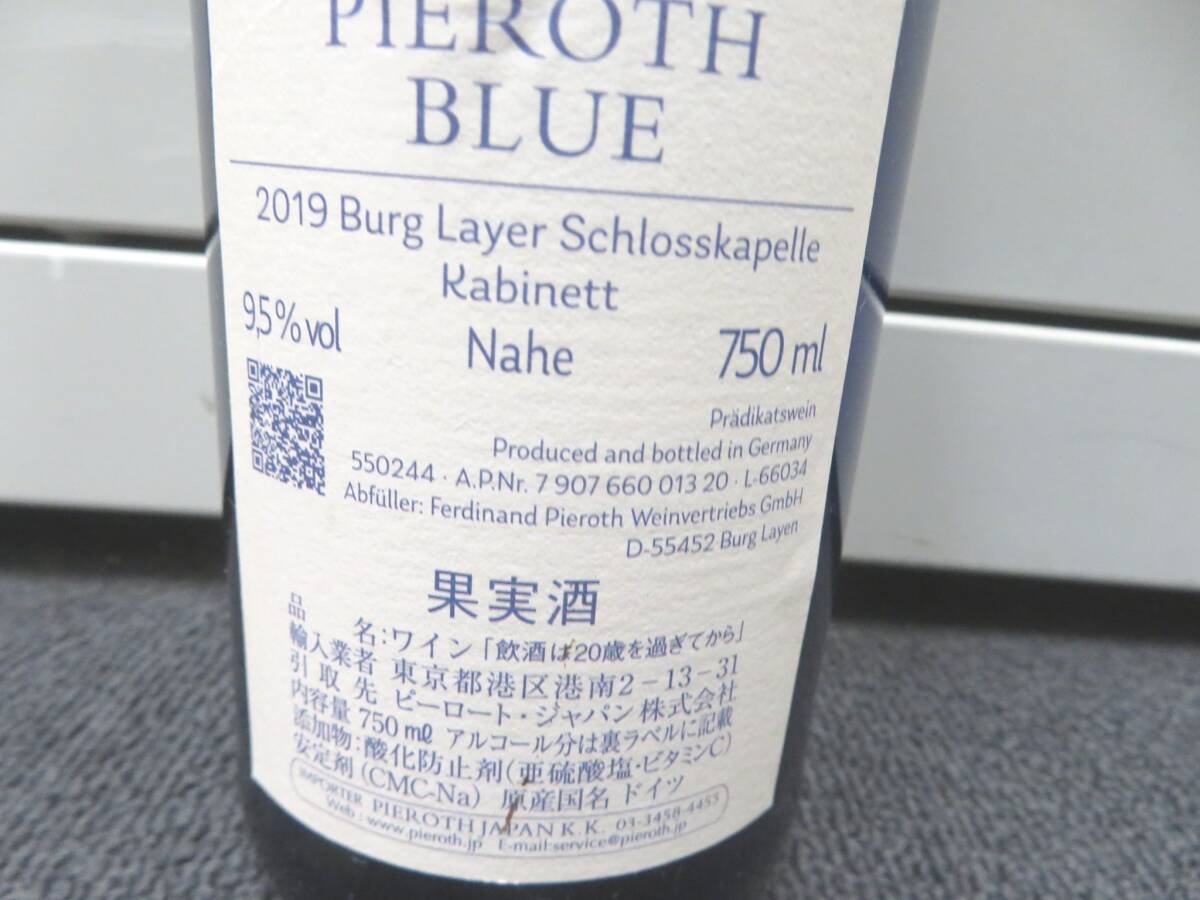 PIEROTH
BLUE
2019 Burg Layer Schlosskapelle
Kabinett
9,5% vol Nahe 750 ml
Prädikatswein
Produced and bottled in Germany
550244 · A.P.Nr. 7 907 660 013 20 · L-66034
Abfüller: Ferdinand Pieroth Weinvertriebs GmbH
D-55452 Burg Layen
果実酒
品名:ワイン「飲酒は20歳を過ぎてから」
輸入業者 東京都港区港南2-13-31
引取先 ピーロート・ジャパン株式会社
内容量 750mℓ アルコール分は裏ラベルに記載
添加物:酸化防止剤(亜硫酸塩・ビタミンC)
安定剤(CMC-Na) 原産国名 ドイツ
IMPORTER PIEROTH JAPAN K.K. 03-3458-4455
Web: www.pieroth.jp E-mail:service@pieroth.jp